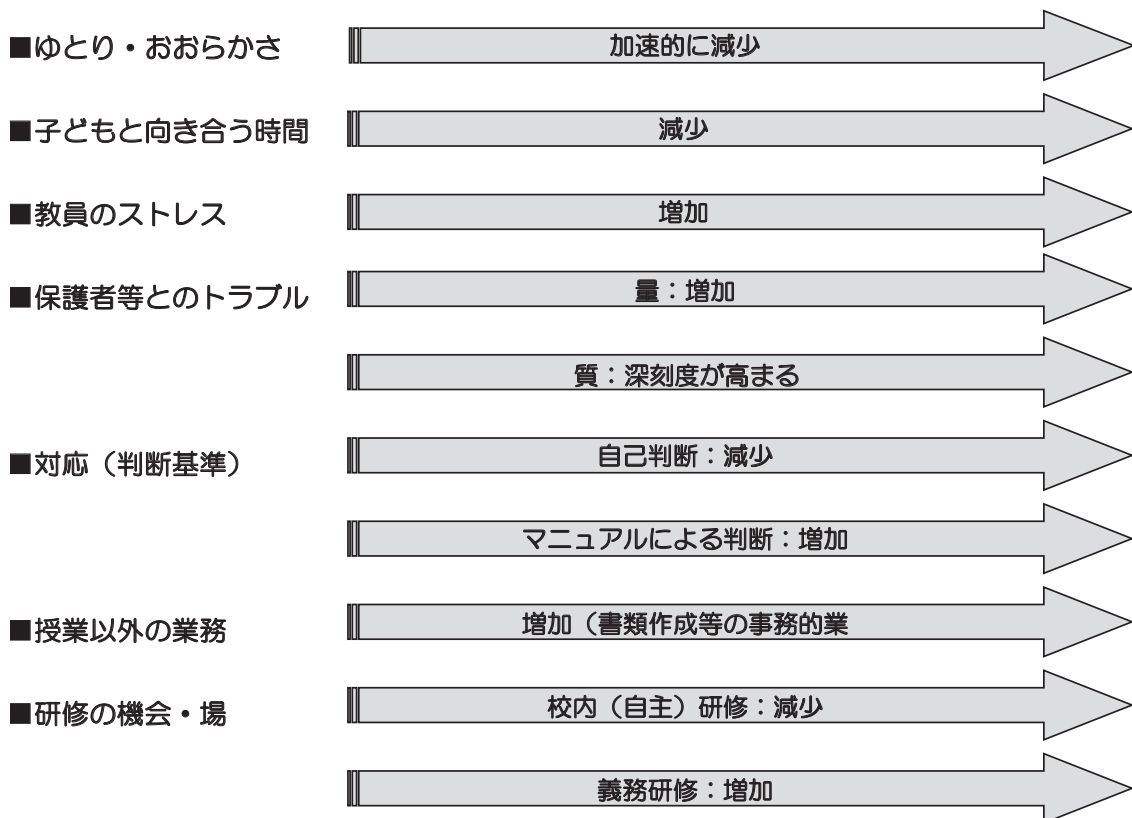 ■ゆとり・おおらかさ
加速的に減少
■子どもと向き合う時間
減少
■教員のストレス
増加
■保護者等とのトラブル
量：増加
質：深刻度が高まる
■対応（判断基準）
自己判断：減少
マニュアルによる判断：増加
■授業以外の業務
増加（書類作成等の事務的業
■研修の機会・場
校内（自主）研修：減少
義務研修：増加